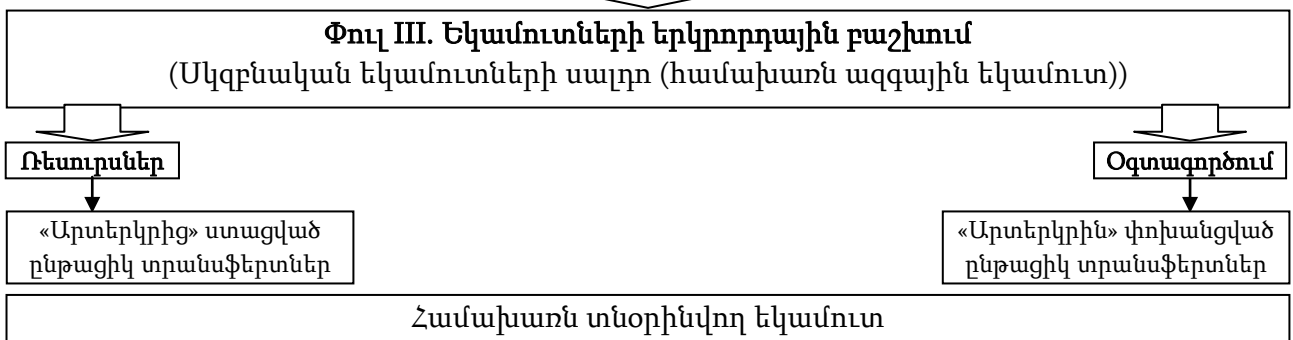 Փուլ III. Եկամուտների երկրորդային բաշխում
(Սկզբնական եկամուտների սալդո (համախառն ազգային եկամուտ))
Ռեսուրսներ
Օգտագործում
«Արտերկրից» ստացված
ընթացիկ տրանսֆերտներ
«Արտերկրին» փոխանցված
ընթացիկ տրանսֆերտներ
Համախառն տնօրինվող եկամուտ